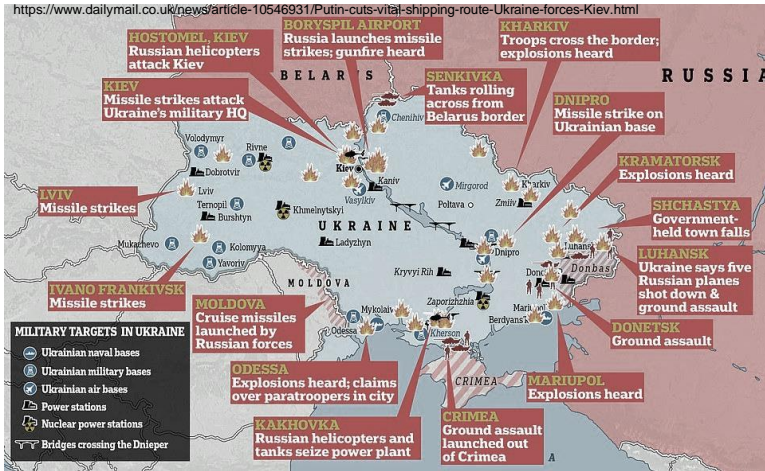 https://www.dailymail.co.uk/news/article-10546931/Putin-cuts-vital-shipping-route-Ukraine-forces-Kiev.html
HOSTOMEL, KIEV
Russian helicopters
attack Kiev
BORYSPIL AIRPORT
Russia launches missile
strikes; gunfire heard
KHARKIV
Troops cross the border;
explosions heard
BELARUS
RUSSIA
SENKIVKA
Tanks rolling
across from
Belarus border
KIEV
Missile strikes attack
Ukraine's military HQ
DNIPRO
Missile strike on
Ukrainian base
Chenihiv
Volodymyr
Rivne
KRAMATORSK
Explosions heard
Kiev
Dobrotvir
Kaniv
Mirgorod
Kharkiv
LVIV
Missile strikes
Lviv
Vasylkiv
Zmiiv
Ternopil
Khmelnytskyi
Poltava
SHCHASTYA
Government-
held town falls
Burshtyn
UKRAINE
Mukachevo
Kolomyya
Ladyzhyn
Dnipro
Luhansk
LUHANSK
Ukraine says five
Russian planes
shot down &
ground assault
Yavoriv
Kryvyi Rih
Donbas
IVANO FRANKIVSK
Missile strikes
MOLDOVA
MOLDOVA
Cruise missiles
launched by
Russian forces
Zaporizhzhia
Mykolaiv
Berdyansk
Odessa
Kherson
DONETSK
Ground assault
MILITARY TARGETS IN UKRAINE
Ukrainian naval bases
Ukrainian military bases
Ukrainian air bases
Power stations
Nuclear power stations
Bridges crossing the Dnieper
ODESSA
Explosions heard; claims
over paratroopers in city
CRIMEA
MARIUPOL
Explosions heard
KAKHOVKA
Russian helicopters and
tanks seize power plant
CRIMEA
Ground assault
launched out
of Crimea
A